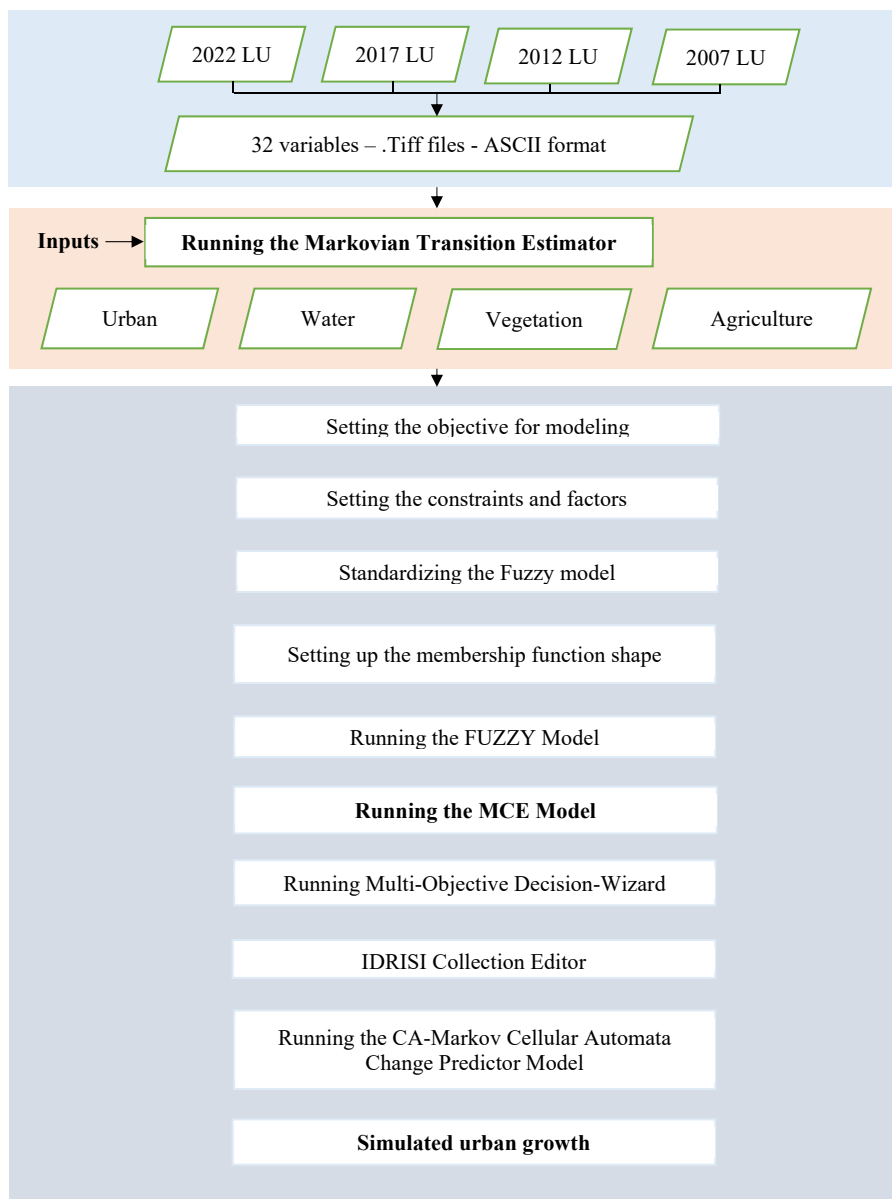 2022 LU
2017 LU
2012 LU
2007 LU
32 variables – .Tiff files - ASCII format
Inputs
Running the Markovian Transition Estimator
Urban
Water
Vegetation
Agriculture
Setting the objective for modeling
Setting the constraints and factors
Standardizing the Fuzzy model
Setting up the membership function shape
Running the FUZZY Model
Running the MCE Model
Running Multi-Objective Decision-Wizard
IDRISI Collection Editor
Running the CA-Markov Cellular Automata
Change Predictor Model
Simulated urban growth